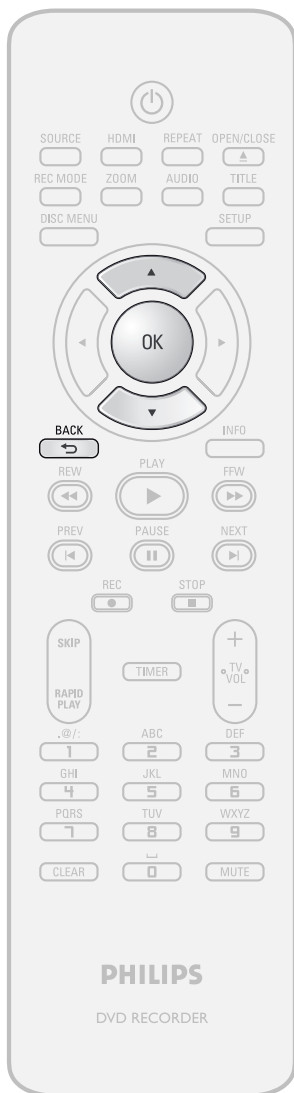 SOURCE HDMI REPEAT OPEN/CLOSE
REC MODE ZOOM AUDIO TITLE
DISC MENU SETUP
OK
BACK INFO
REW PLAY FFW
PREV PAUSE NEXT
REC STOP
SKIP
RAPID
PLAY
TIMER
+
TV
VOL
–
.@/: ABC DEF
1 2 3
GHI JKL MNO
4 5 6
PQRS TUV WXYZ
7 8 9
CLEAR 0 MUTE
PHILIPS
DVD RECORDER